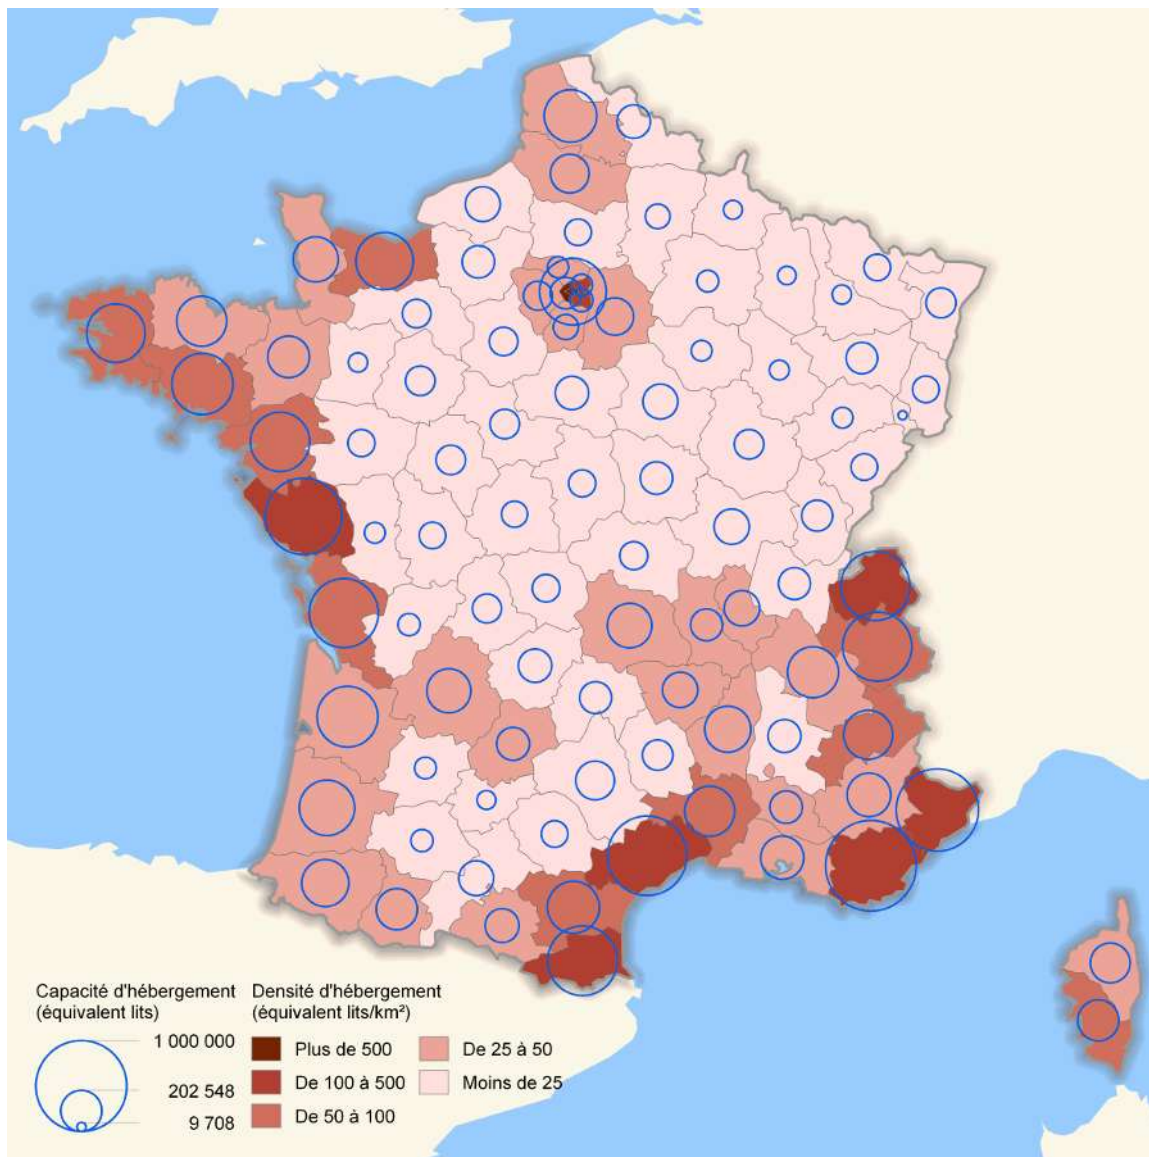 Capacité d'hébergement
(équivalent lits)
1 000 000
202 548
9 708
Densité d'hébergement
(équivalent lits/km²)
Plus de 500
De 100 à 500
De 50 à 100
De 25 à 50
Moins de 25